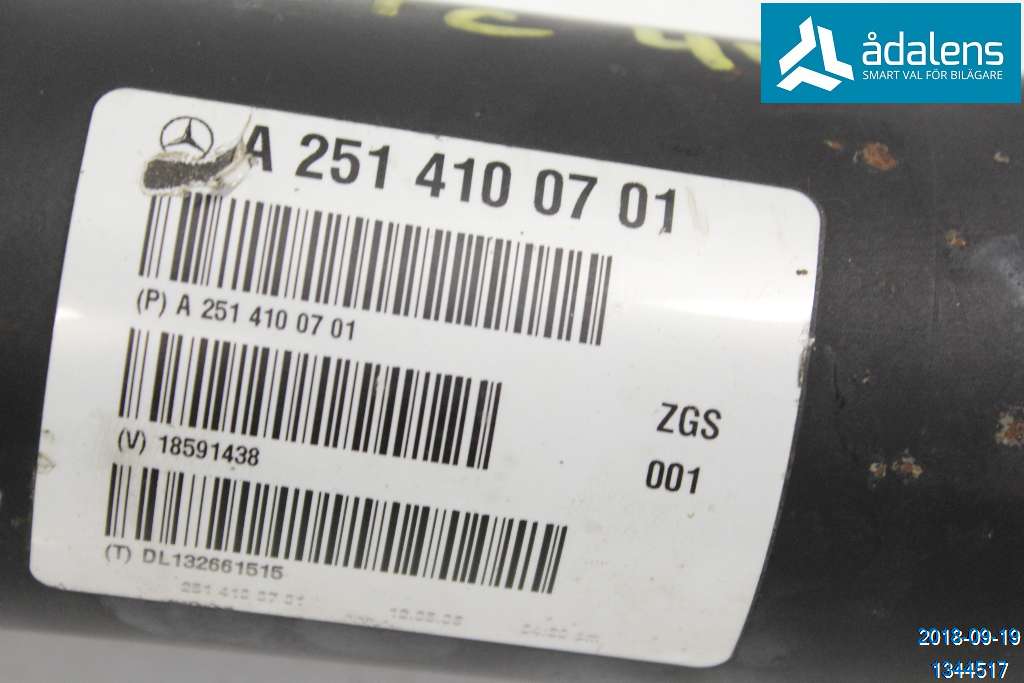 ådalens
SMART VAL FÖR BILÄGARE
A 251 410 07 01
(P) A 251 410 07 01
(V) 18591438
ZGS
001
(T) DL132661515
251 410 07 01
2018-09-19
1344517